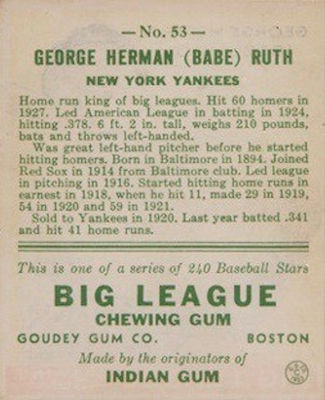 — No. 53 —
GEORGE HERMAN (BABE) RUTH
NEW YORK YANKEES
Home run king of big leagues. Hit 60 homers in
1927. Led American League in batting in 1924,
hitting .378. 6 ft. 2 in. tall, weighs 210 pounds,
bats and throws left-handed.
Was great left-hand pitcher before he started
hitting homers. Born in Baltimore in 1894. Joined
Red Sox in 1914 from Baltimore club. Led league
in pitching in 1916. Started hitting home runs in
earnest in 1918, when he hit 11, made 29 in 1919,
54 in 1920 and 59 in 1921.
Sold to Yankees in 1920. Last year batted .341
and hit 41 home runs.
This is one of a series of 240 Baseball Stars
BIG LEAGUE
CHEWING GUM
GOUDEY GUM CO. BOSTON
Made by the originators of
INDIAN GUM